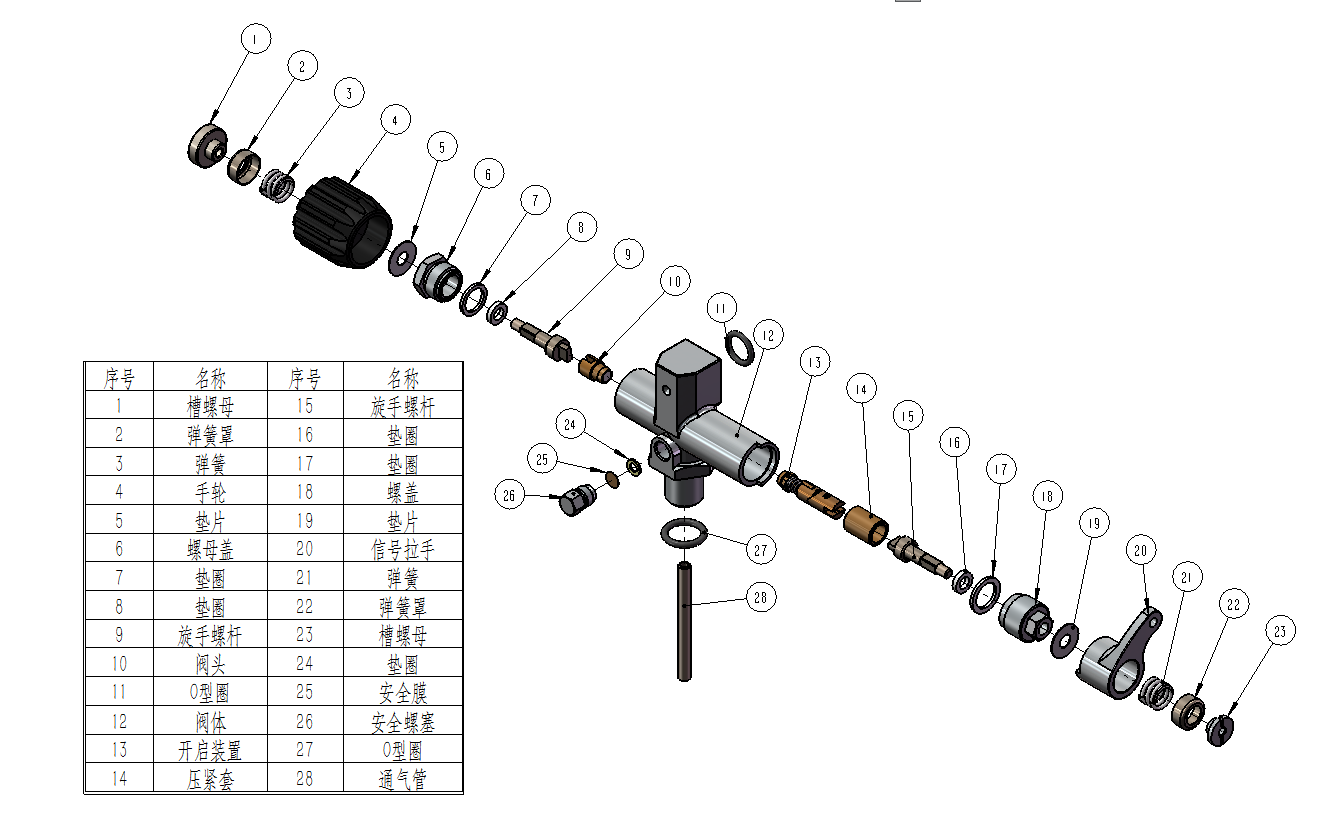 1
2
3
4
5
6
7
8
9
10
11
12
13
14
15
16
17
18
19
20
21
22
23
24
25
26
27
28
序号 名称 序号 名称
1 槽螺母 15 旋手螺杆
2 弹簧罩 16 垫圈
3 弹簧 17 垫圈
4 手轮 18 螺盖
5 垫片 19 垫片
6 螺母盖 20 信号拉手
7 垫圈 21 弹簧
8 垫圈 22 弹簧罩
9 旋手螺杆 23 槽螺母
10 阀头 24 垫圈
11 O型圈 25 安全膜
12 阀体 26 安全螺塞
13 开启装置 27 O型圈
14 压紧套 28 通气管